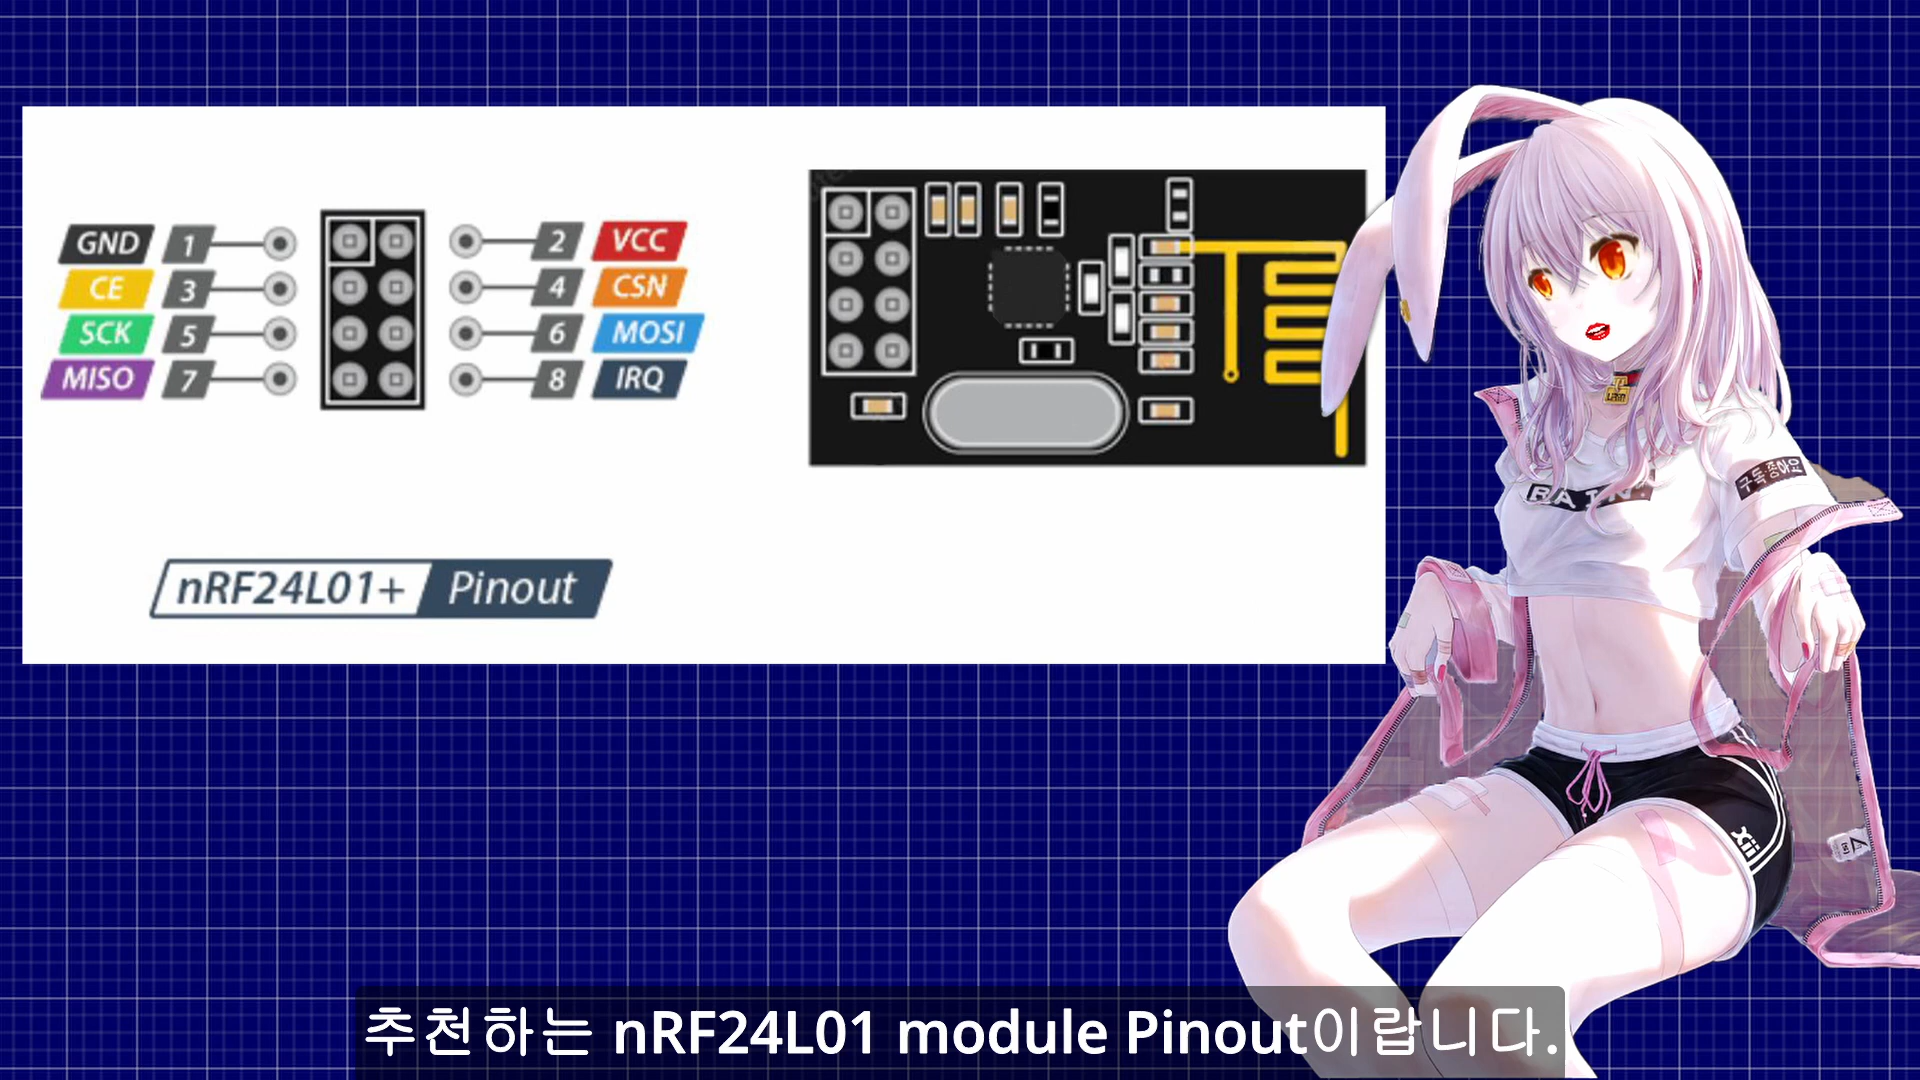 GND 1 2 VCC
CE 3 4 CSN
SCK 5 6 MOSI
MISO 7 8 IRQ
nRF24L01+ Pinout
구독좋아요
xii
추천하는 nRF24L01 module Pinout이랍니다.